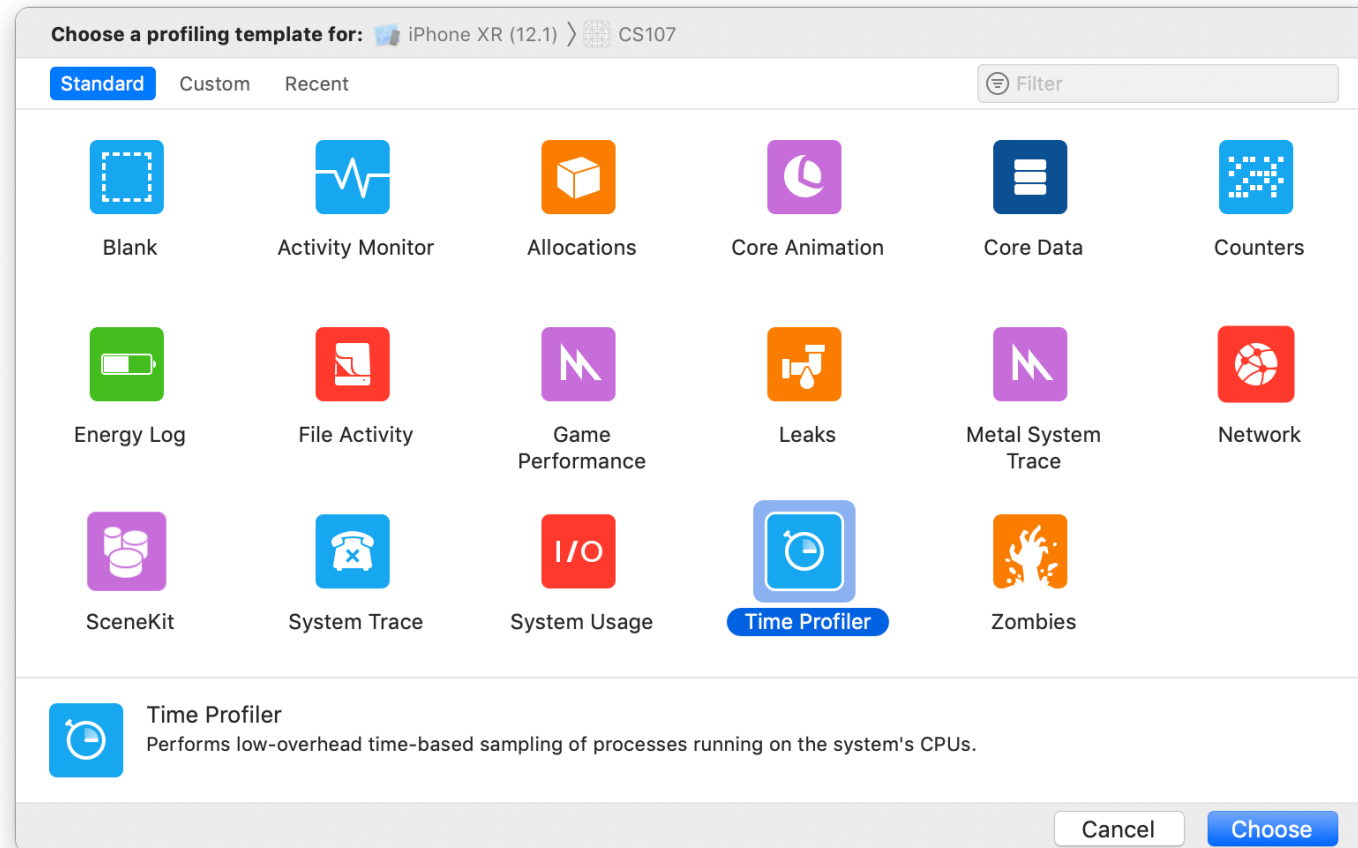 Choose a profiling template for: iPhone XR (12.1) 〉 CS107
Standard Custom Recent Filter
Blank Activity Monitor Allocations Core Animation Core Data Counters
Energy Log File Activity Game Performance Leaks Metal System Trace Network
I/O
SceneKit System Trace System Usage Time Profiler Zombies
Time Profiler
Performs low-overhead time-based sampling of processes running on the system's CPUs.
Cancel Choose